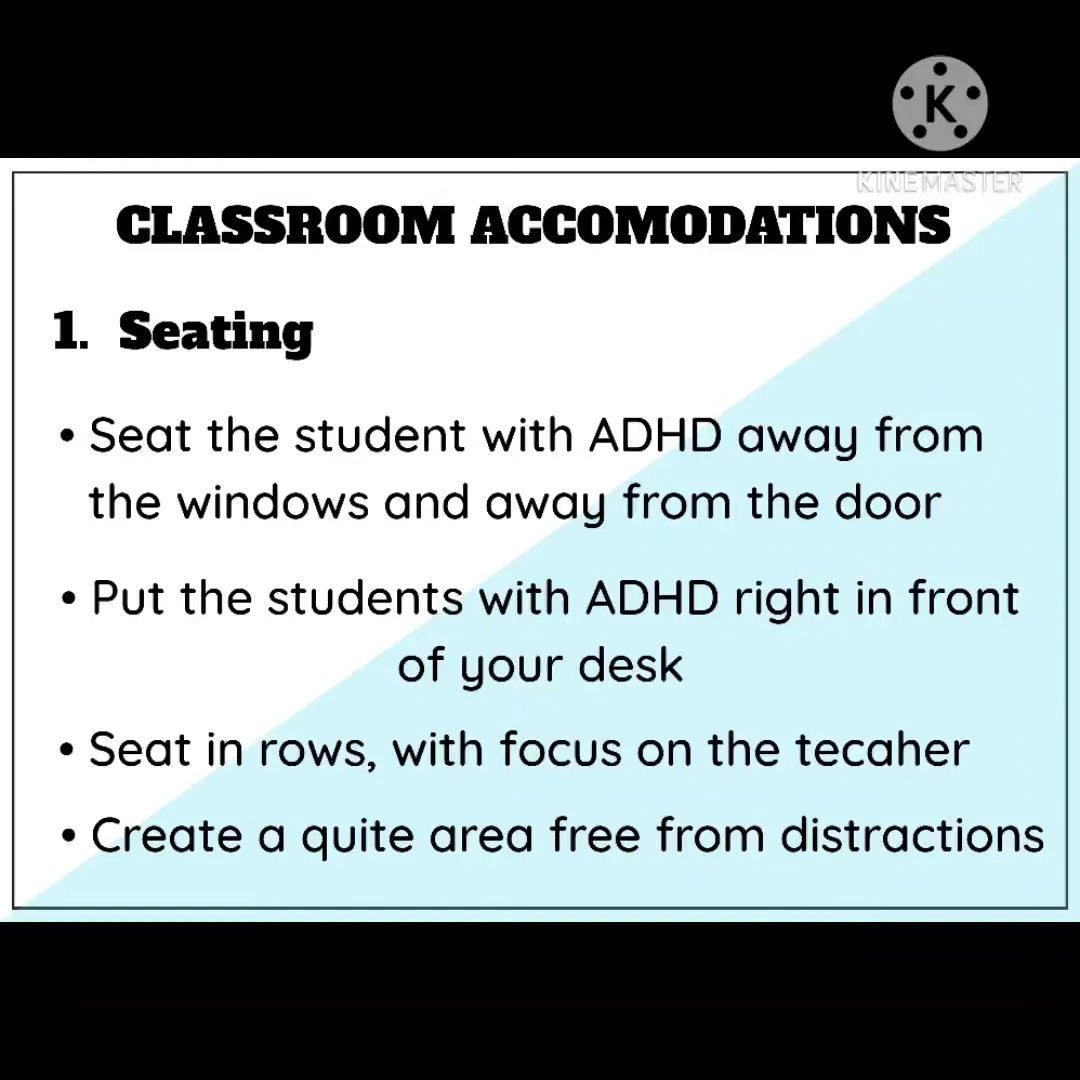 K
KINEMASTER
CLASSROOM ACCOMODATIONS
1. Seating
• Seat the student with ADHD away from
the windows and away from the door
• Put the students with ADHD right in front
of your desk
• Seat in rows, with focus on the tecaher
• Create a quite area free from distractions